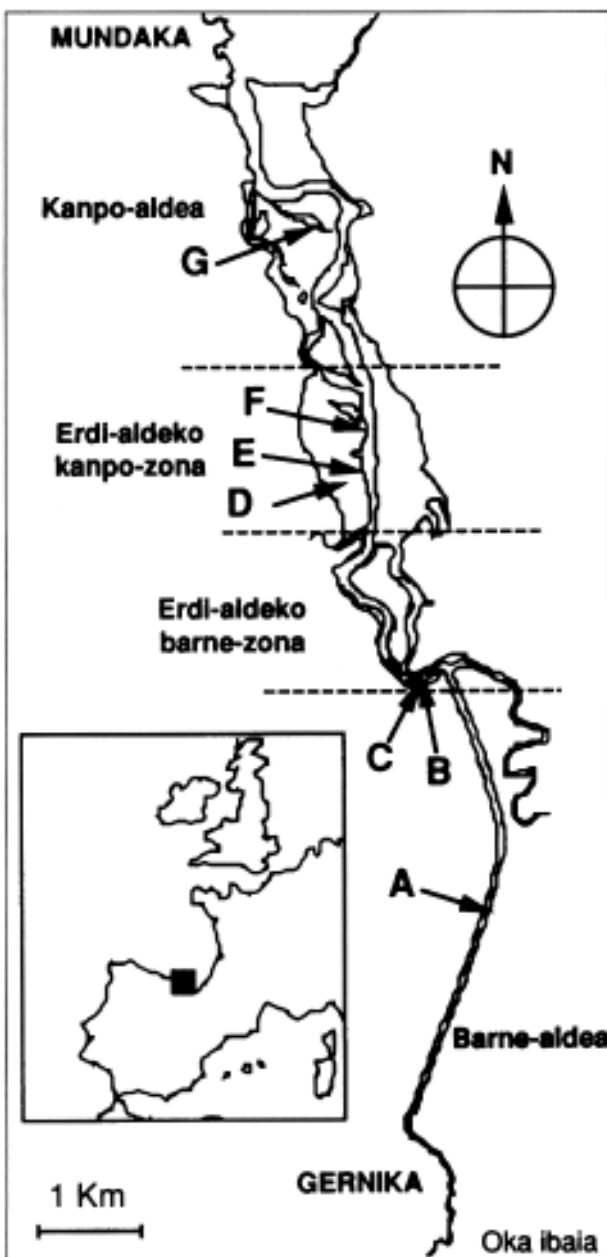 MUNDAKA
N
Kanpo-aldea
G
F
Erdi-aldeko
kanpo-zona
E
D
Erdi-aldeko
barne-zona
C
B
A
Barne-aldea
GERNIKA
1 Km
Oka ibaia